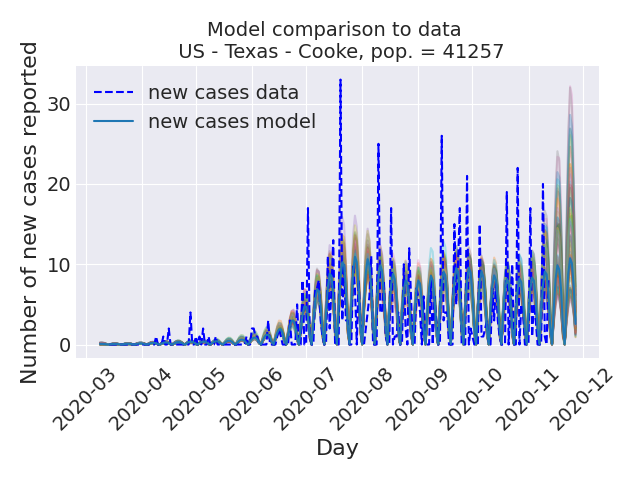 Model comparison to data
US - Texas - Cooke, pop. = 41257
Number of new cases reported
30
20
10
0
new cases data
new cases model
2020-03
2020-04
2020-05
2020-06
2020-07
2020-08
2020-09
2020-10
2020-11
2020-12
Day